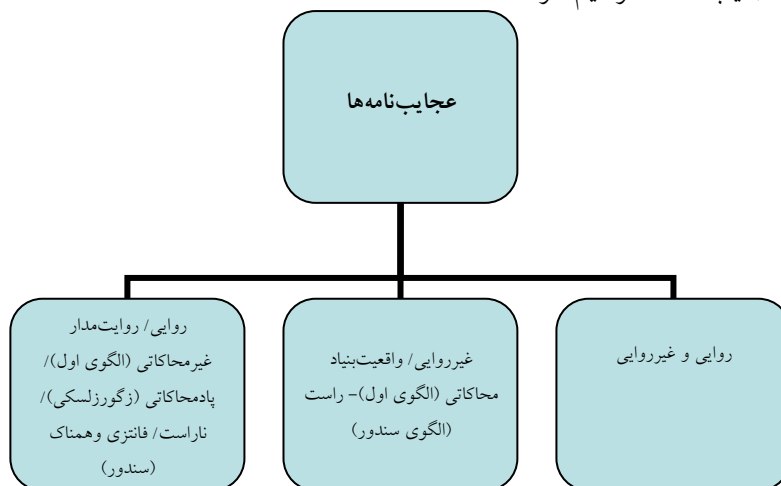 عجایب‌نامه‌ها
روایی و غیرروایی
غیرروایی/ واقعیت‌بنیاد
محاکاتی (الگوی اول)– راست
(الگوی سندور)
روایی/ روایت‌مدار
غیرمحاکاتی (الگوی اول)/
پادمحاکاتی (زگورزلسکی)/
ناراست/ فانتزی وهمناک
(سندور)